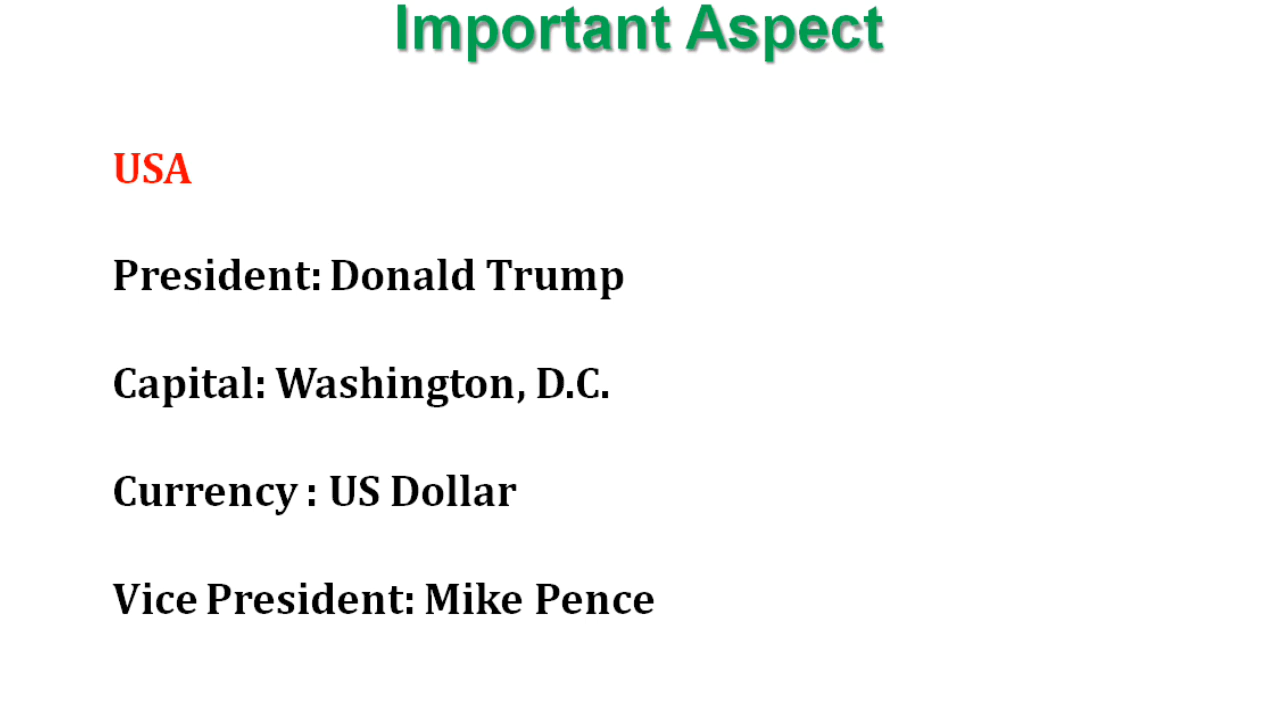 Important Aspect
USA
President: Donald Trump
Capital: Washington, D.C.
Currency : US Dollar
Vice President: Mike Pence